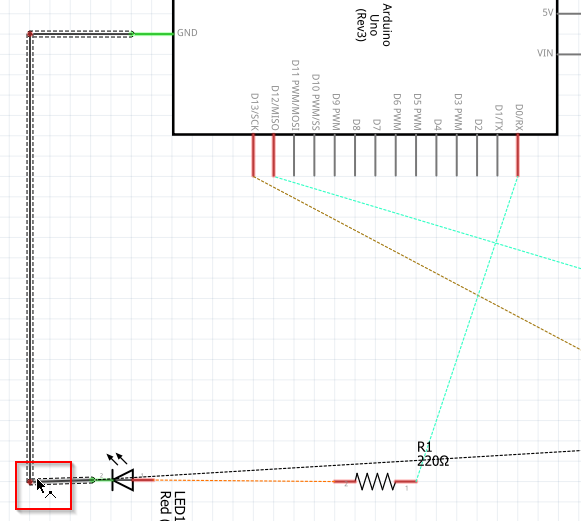 Arduino
Uno
(Rev3)
5V
GND
VIN
D13/SCK
D12/MISO
D11 PWM/MOSI
D10 PWM/SS
D9 PWM
D8
D7
D6 PWM
D5 PWM
D4
D3 PWM
D2
D1/TX
D0/RX
R1
220Ω
1
LED1
Red (